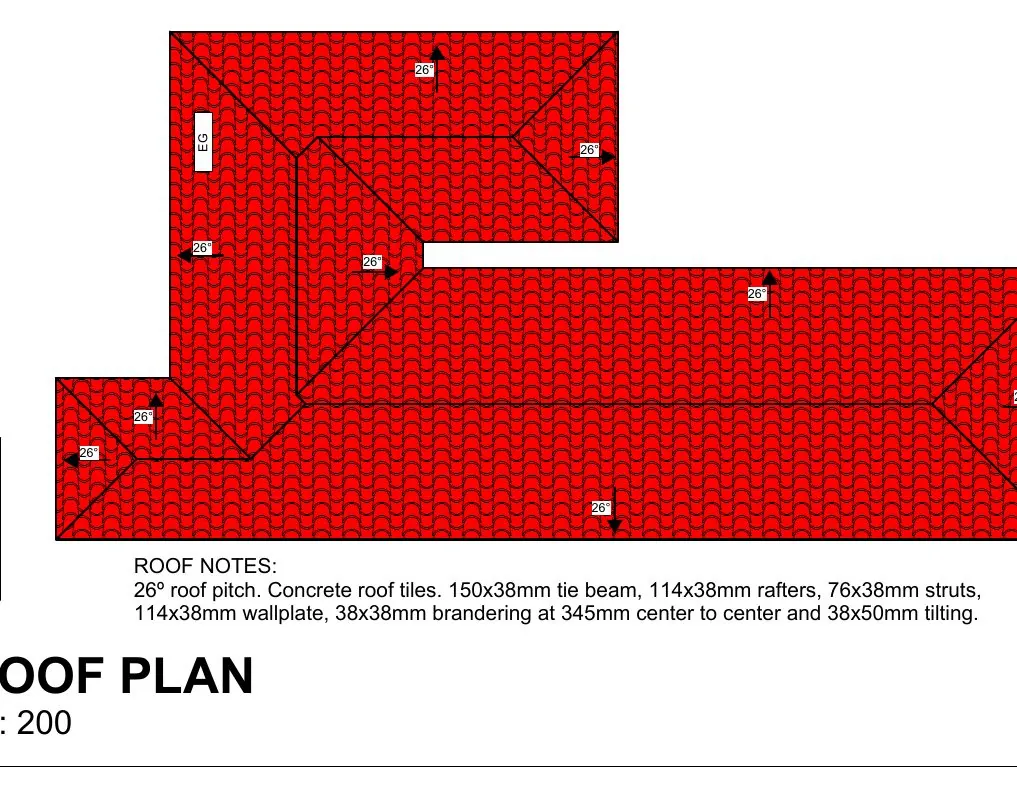 26°
26°
EG
26°
26°
26°
26°
26°
26°
ROOF NOTES:
26º roof pitch. Concrete roof tiles. 150x38mm tie beam, 114x38mm rafters, 76x38mm struts,
114x38mm wallplate, 38x38mm brandering at 345mm center to center and 38x50mm tilting.
OOF PLAN
: 200